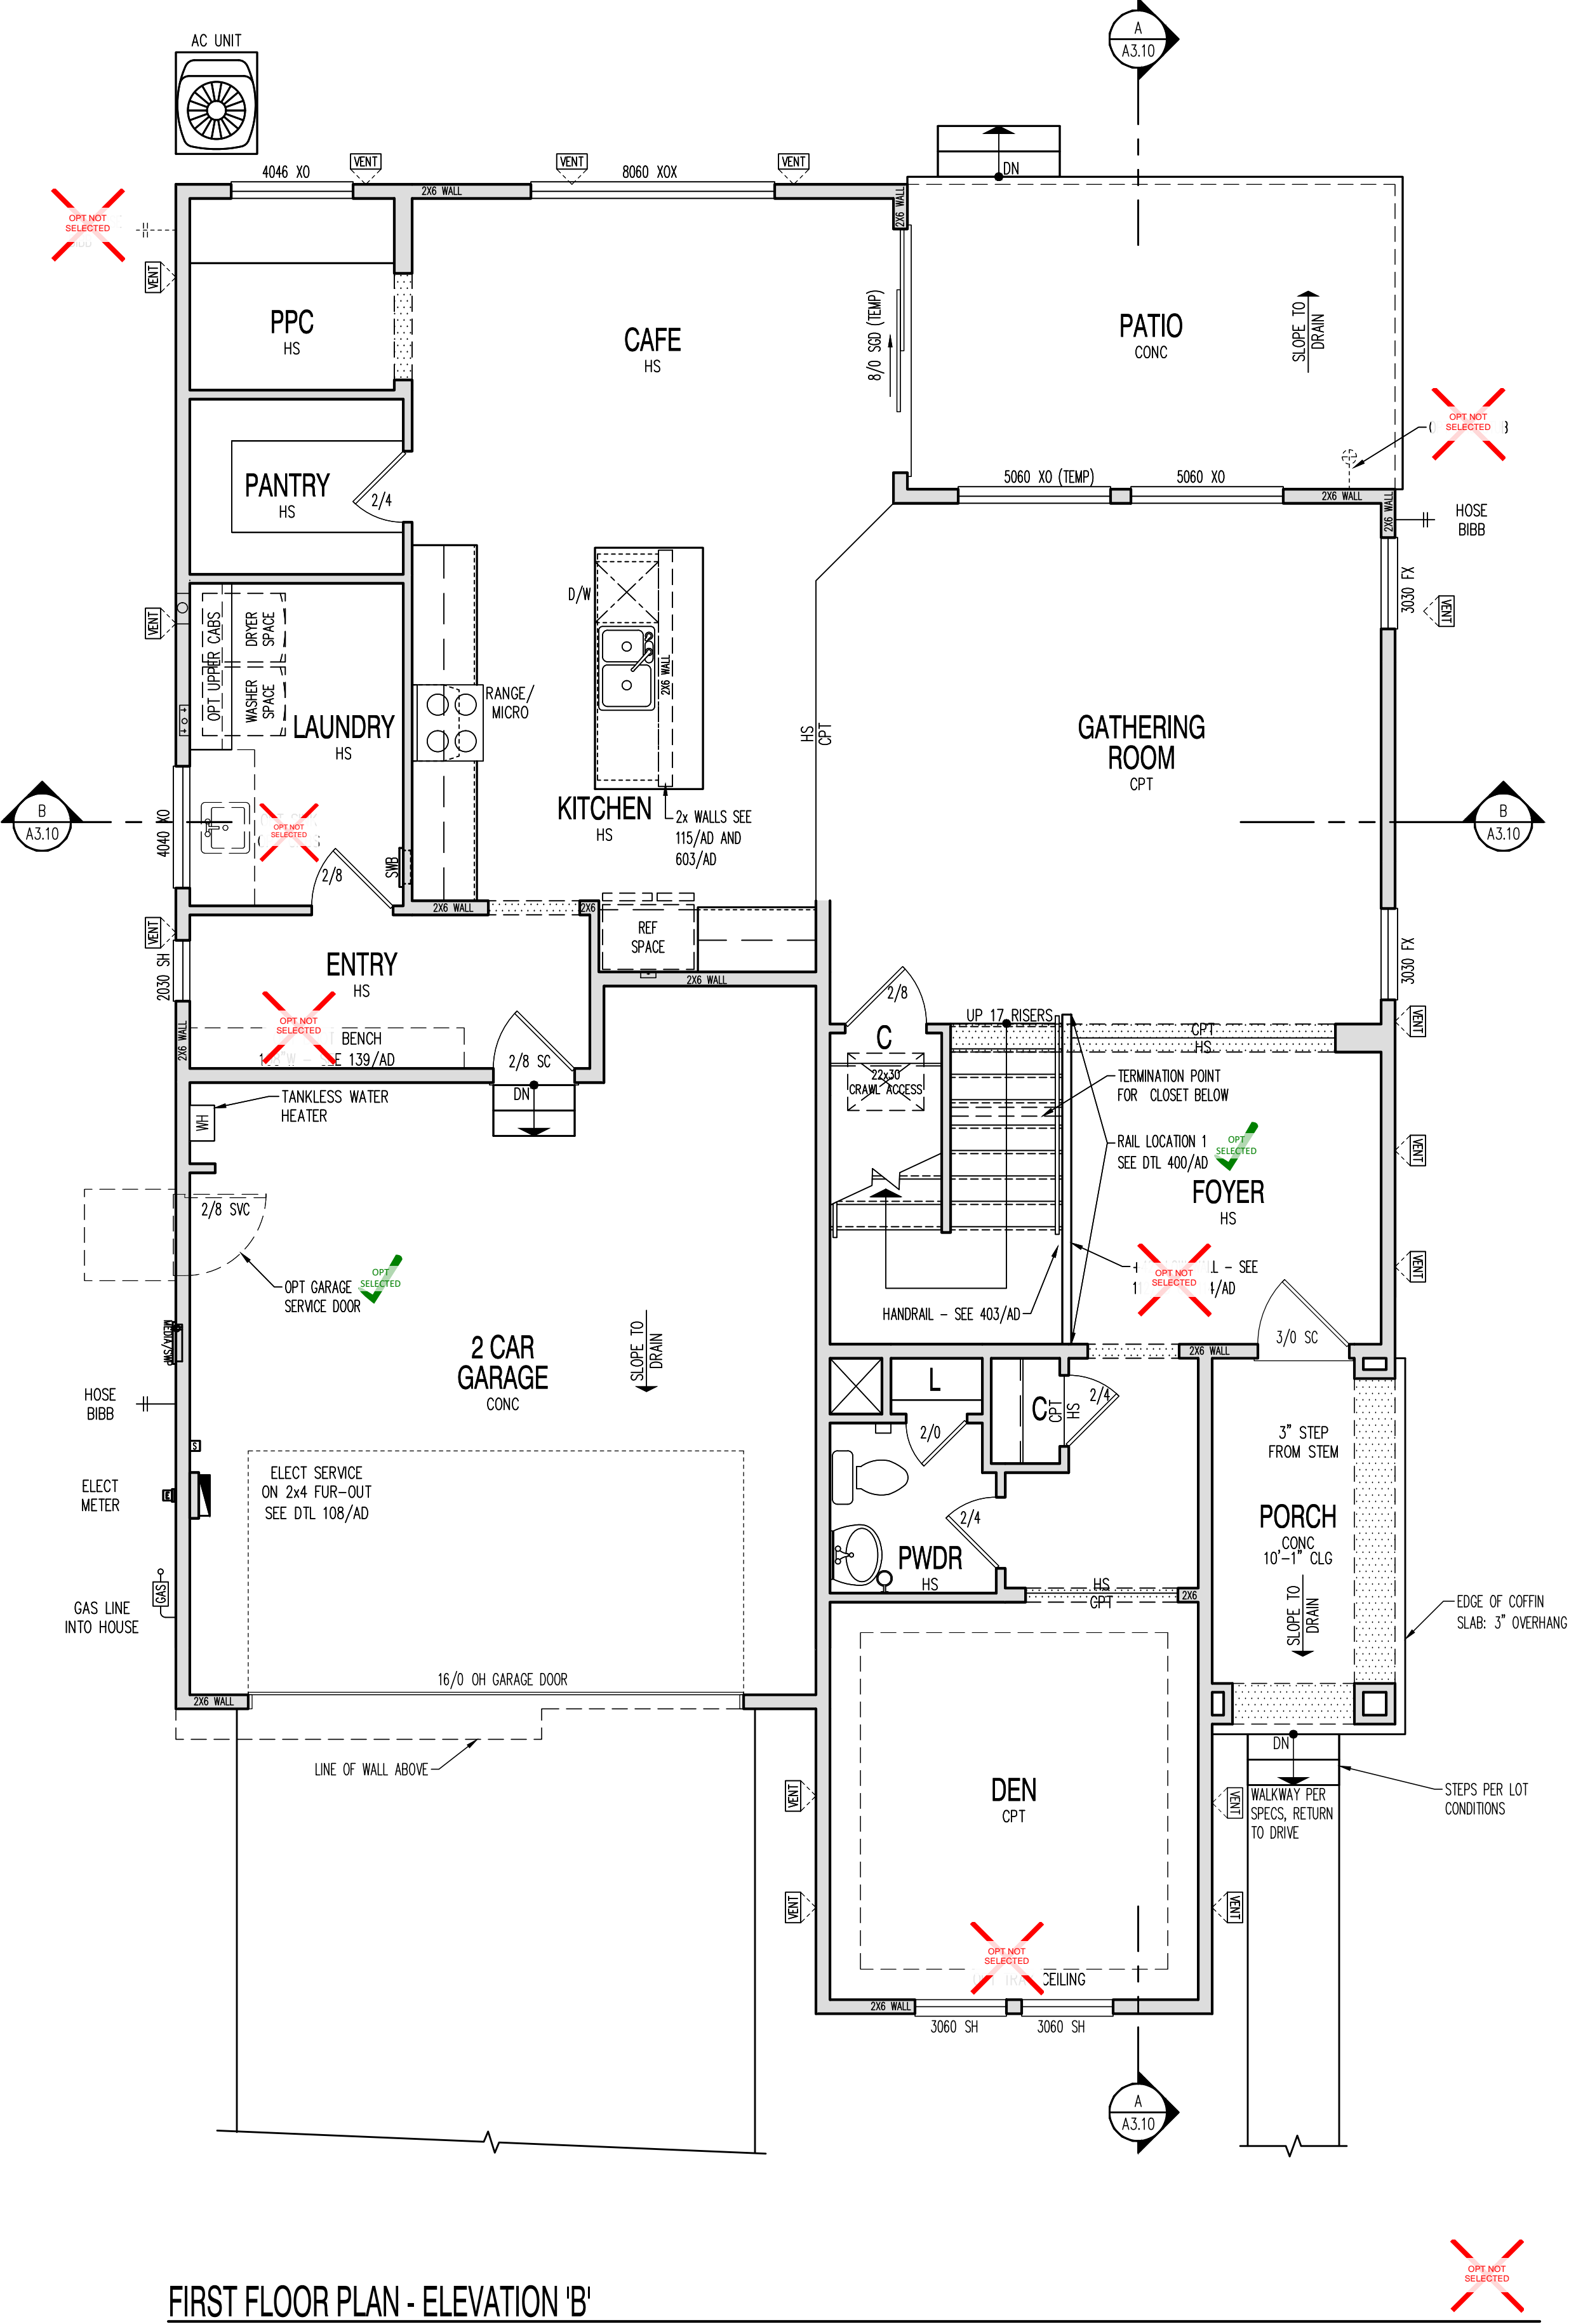 A
A3.10
AC UNIT
VENT
VENT
VENT
4046 XO
8060 XOX
2X6 WALL
2X6 WALL
DN
OPT NOT
SELECTED
VENT
PPC
HS
CAFE
HS
8/0 SGD (TEMP)
PATIO
CONC
SLOPE TO
DRAIN
OPT NOT
SELECTED
PANTRY
HS
2/4
5060 XO (TEMP)
5060 XO
2X6 WALL
2X6 WALL
HOSE
BIBB
3030 FX
VENT
D/W
VENT
OPT UPPER CABS
DRYER
SPACE
WASHER
SPACE
2X6 WALL
RANGE/
MICRO
LAUNDRY
HS
HS
CPT
GATHERING
ROOM
CPT
B
A3.10
4040 XO
OPT NOT
SELECTED
KITCHEN
HS
2x WALLS SEE
115/AD AND
603/AD
B
A3.10
2/8
SWB
2X6 WALL
2X6
REF
SPACE
VENT
2030 SH
ENTRY
HS
2X6 WALL
3030 FX
2/8
C
UP 17 RISERS
VENT
CPT
HS
OPT NOT
SELECTED
BENCH
SEE 139/AD
2X6 WALL
2/8 SC
DN
22x30
CRAWL ACCESS
TERMINATION POINT
FOR CLOSET BELOW
TANKLESS WATER
HEATER
WH
RAIL LOCATION 1
SEE DTL 400/AD
OPT
SELECTED
VENT
FOYER
HS
2/8 SVC
OPT NOT
SELECTED
L - SEE
/AD
VENT
OPT GARAGE
SERVICE DOOR
OPT
SELECTED
HANDRAIL - SEE 403/AD
MEDIA/SWP
2 CAR
GARAGE
CONC
SLOPE TO
DRAIN
2X6 WALL
3/0 SC
HOSE
BIBB
L
C
CPT
HS
2/4
2/0
S
3" STEP
FROM STEM
ELECT
METER
E
ELECT SERVICE
ON 2x4 FUR-OUT
SEE DTL 108/AD
2/4
PORCH
CONC
10'-1" CLG
PWDR
HS
HS
CPT
2X6
GAS
GAS LINE
INTO HOUSE
SLOPE TO
DRAIN
EDGE OF COFFIN
SLAB: 3" OVERHANG
16/0 OH GARAGE DOOR
2X6 WALL
DN
LINE OF WALL ABOVE
VENT
DEN
CPT
VENT
WALKWAY PER
SPECS, RETURN
TO DRIVE
STEPS PER LOT
CONDITIONS
VENT
VENT
OPT NOT
SELECTED
CEILING
2X6 WALL
3060 SH
3060 SH
A
A3.10
OPT NOT
SELECTED
FIRST FLOOR PLAN - ELEVATION 'B'